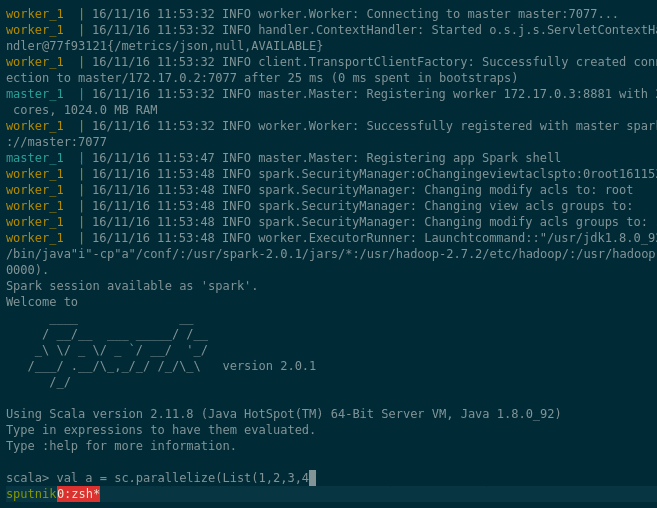 worker_1  | 16/11/16 11:53:32 INFO worker.Worker: Connecting to master master:7077...
worker_1  | 16/11/16 11:53:32 INFO handler.ContextHandler: Started o.s.j.s.ServletContextHa
ndler@77f93121{/metrics/json,null,AVAILABLE}
worker_1  | 16/11/16 11:53:32 INFO client.TransportClientFactory: Successfully created conn
ection to master/172.17.0.2:7077 after 25 ms (0 ms spent in bootstraps)
master_1  | 16/11/16 11:53:32 INFO master.Master: Registering worker 172.17.0.3:8881 with
 cores, 1024.0 MB RAM
worker_1  | 16/11/16 11:53:32 INFO worker.Worker: Successfully registered with master spark
://master:7077
master_1  | 16/11/16 11:53:47 INFO master.Master: Registering app Spark shell
worker_1  | 16/11/16 11:53:48 INFO spark.SecurityManager:oChangingeviewtaclspto:0root16115
worker_1  | 16/11/16 11:53:48 INFO spark.SecurityManager: Changing modify acls to: root
worker_1  | 16/11/16 11:53:48 INFO spark.SecurityManager: Changing view acls groups to:
worker_1  | 16/11/16 11:53:48 INFO spark.SecurityManager: Changing modify acls groups to:
worker_1  | 16/11/16 11:53:48 INFO worker.ExecutorRunner: Launchtcommand::"/usr/jdk1.8.0_92
/bin/java"i"-cp"a"/conf/:/usr/spark-2.0.1/jars/*:/usr/hadoop-2.7.2/etc/hadoop/:/usr/hadoop
0000).
Spark session available as 'spark'.
Welcome to
      ____              __
     / __/__  ___ _____/ /__
    _\ \/ _ \/ _ `/ __/  '_/
   /___/ .__/\_,_/_/ /_/\_\   version 2.0.1
      /_/
Using Scala version 2.11.8 (Java HotSpot(TM) 64-Bit Server VM, Java 1.8.0_92)
Type in expressions to have them evaluated.
Type :help for more information.
scala> val a = sc.parallelize(List(1,2,3,4
sputnik 0:zsh*